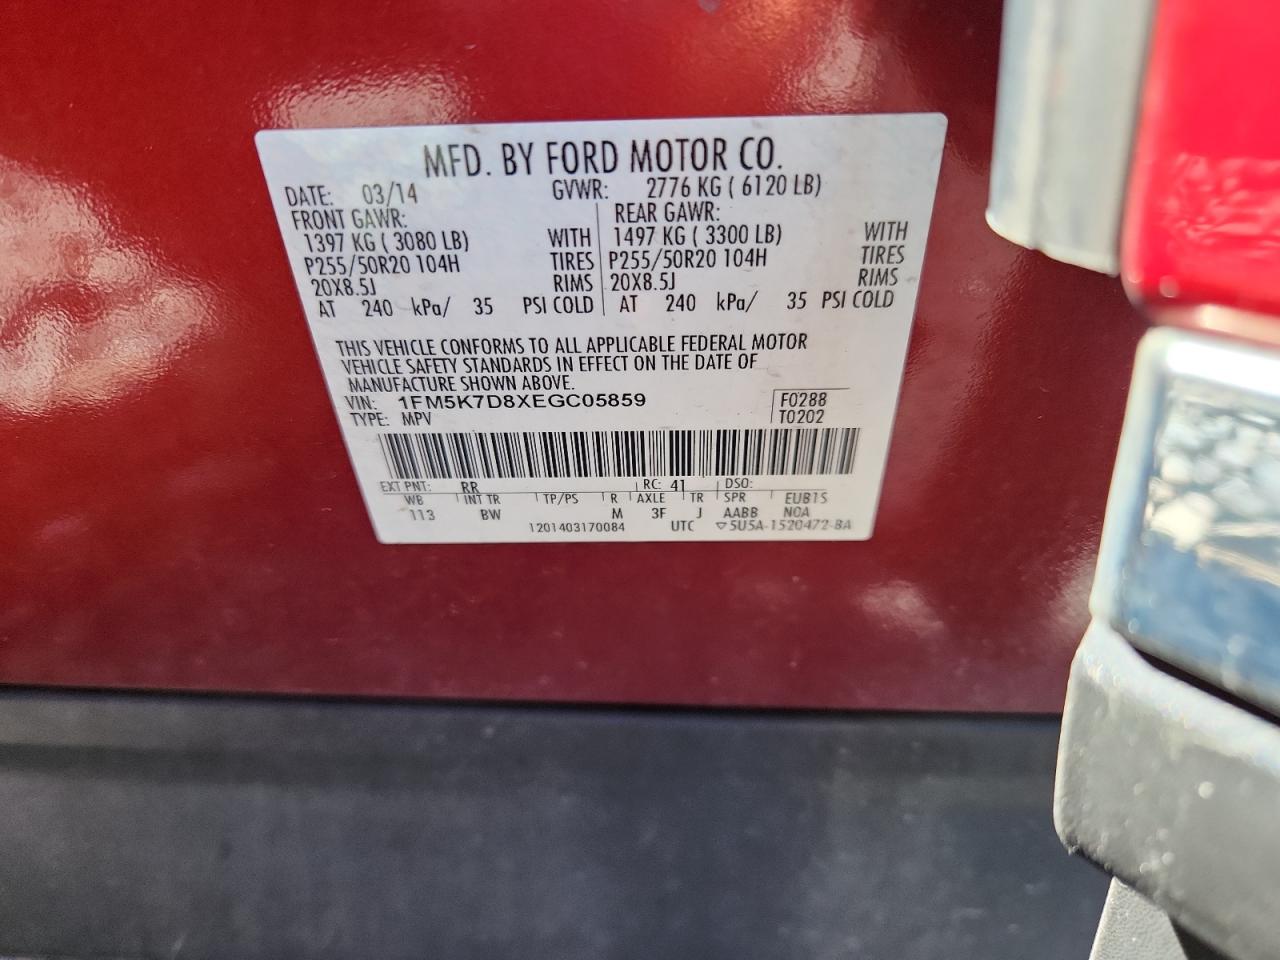 MFD. BY FORD MOTOR CO.
DATE: 03/14 GVWR: 2776 KG ( 6120 LB)
FRONT GAWR: REAR GAWR:
1397 KG ( 3080 LB) WITH 1497 KG ( 3300 LB) WITH
P255/50R20 104H TIRES P255/50R20 104H TIRES
20X8.5J RIMS 20X8.5J RIMS
AT 240 kPa/ 35 PSI COLD AT 240 kPa/ 35 PSI COLD
THIS VEHICLE CONFORMS TO ALL APPLICABLE FEDERAL MOTOR
VEHICLE SAFETY STANDARDS IN EFFECT ON THE DATE OF
MANUFACTURE SHOWN ABOVE.
VIN: 1FM5K7D8XEGC05859 F0288
TYPE: MPV T0202
EXT PNT: RR RC: 41 DSO:
WB INT TR TP/PS R AXLE TR SPR EUB1S
113 BW M 3F J AABB NOA
1201403170084 UTC ▽5U5A-1520472-BA